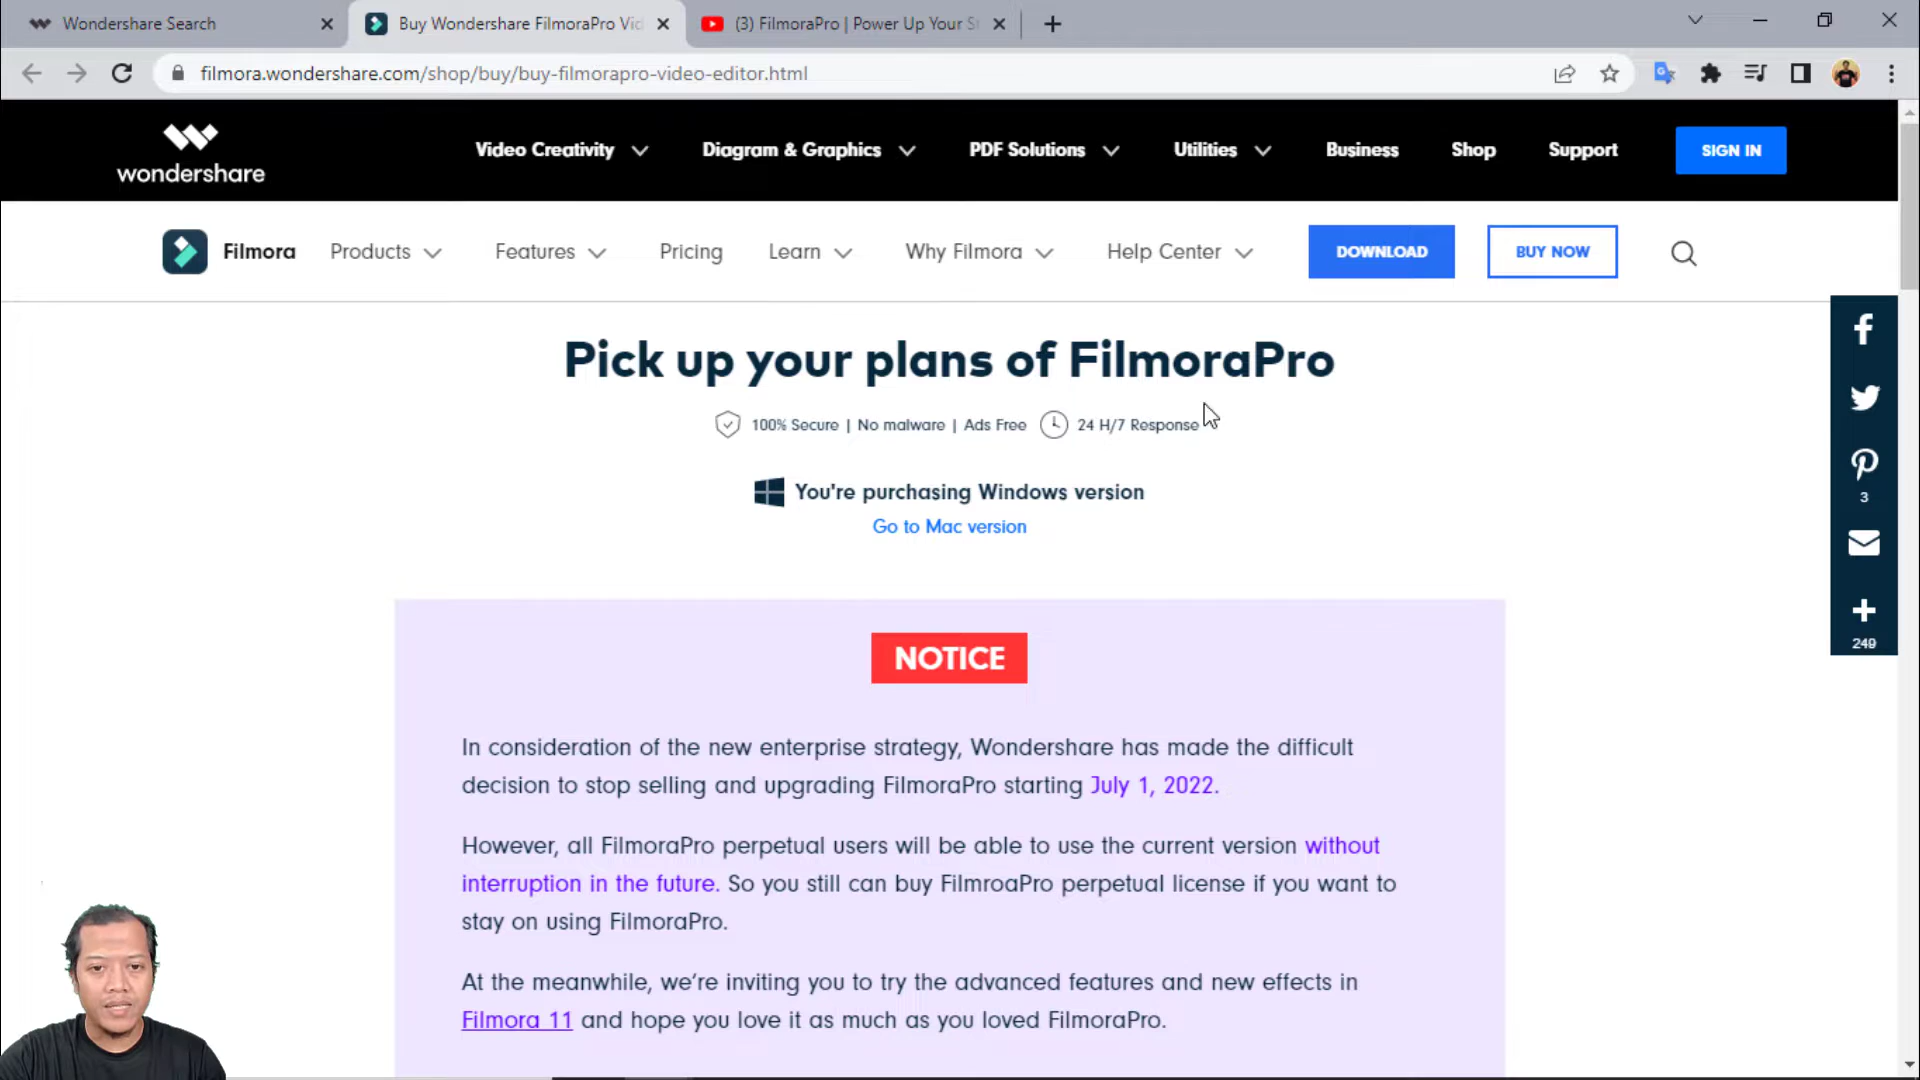 Wondershare Search
Buy Wondershare FilmoraPro Vid
(3) FilmoraPro | Power Up Your St
filmora.wondershare.com/shop/buy/buy-filmorapro-video-editor.html
wondershare
Video Creativity
Diagram & Graphics
PDF Solutions
Utilities
Business
Shop
Support
SIGN IN
Filmora
Products
Features
Pricing
Learn
Why Filmora
Help Center
DOWNLOAD
BUY NOW
Pick up your plans of FilmoraPro
100% Secure | No malware | Ads Free
24 H/7 Response
You're purchasing Windows version
Go to Mac version
3
249
NOTICE
In consideration of the new enterprise strategy, Wondershare has made the difficult
decision to stop selling and upgrading FilmoraPro starting July 1, 2022.
However, all FilmoraPro perpetual users will be able to use the current version without
interruption in the future. So you still can buy FilmroaPro perpetual license if you want to
stay on using FilmoraPro.
At the meanwhile, we're inviting you to try the advanced features and new effects in
Filmora 11 and hope you love it as much as you loved FilmoraPro.